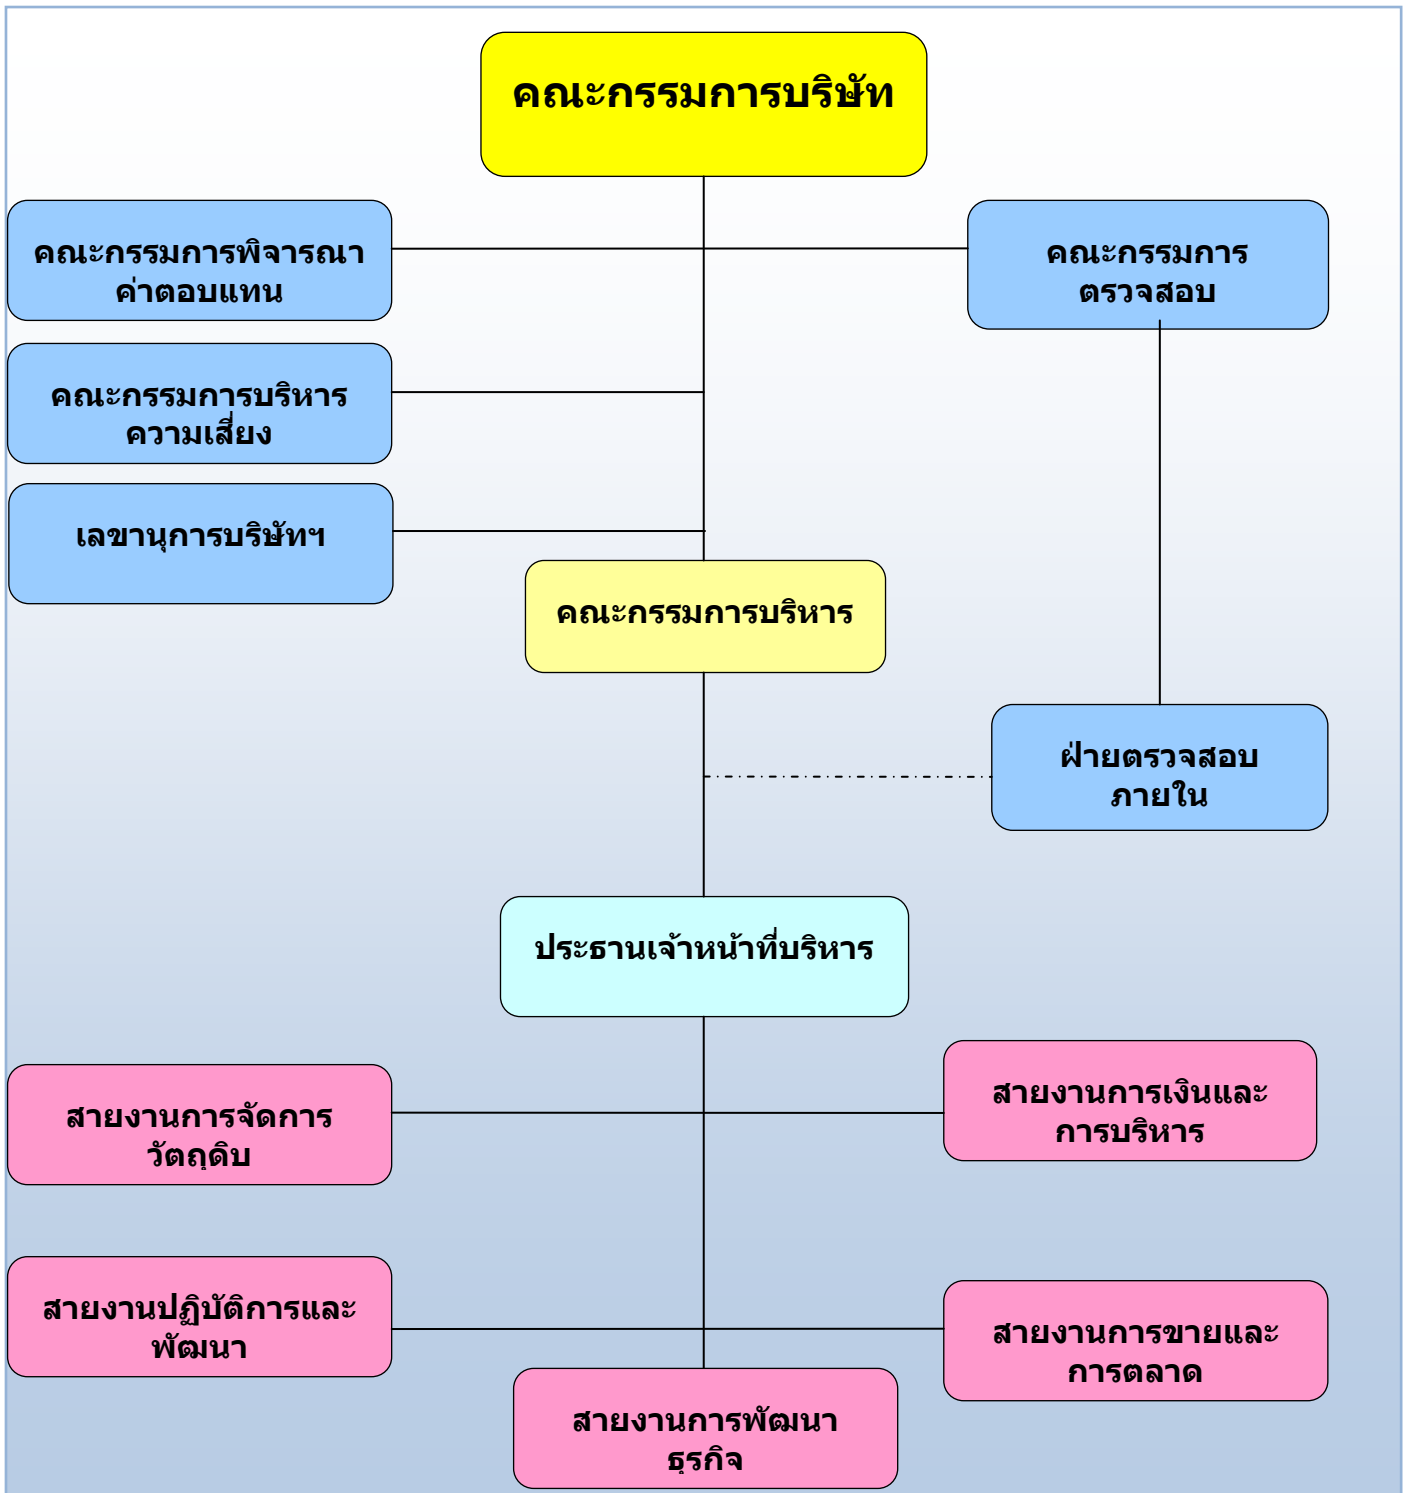 คณะกรรมการบริษัท
คณะกรรมการพิจารณา
ค่าตอบแทน
คณะกรรมการ
ตรวจสอบ
คณะกรรมการบริหาร
ความเสี่ยง
เลขานุการบริษัทฯ
คณะกรรมการบริหาร
ฝ่ายตรวจสอบ
ภายใน
ประธานเจ้าหน้าที่บริหาร
สายงานการจัดการ
วัตถุดิบ
สายงานการเงินและ
การบริหาร
สายงานปฏิบัติการและ
พัฒนา
สายงานการขายและ
การตลาด
สายงานการพัฒนา
ธุรกิจ